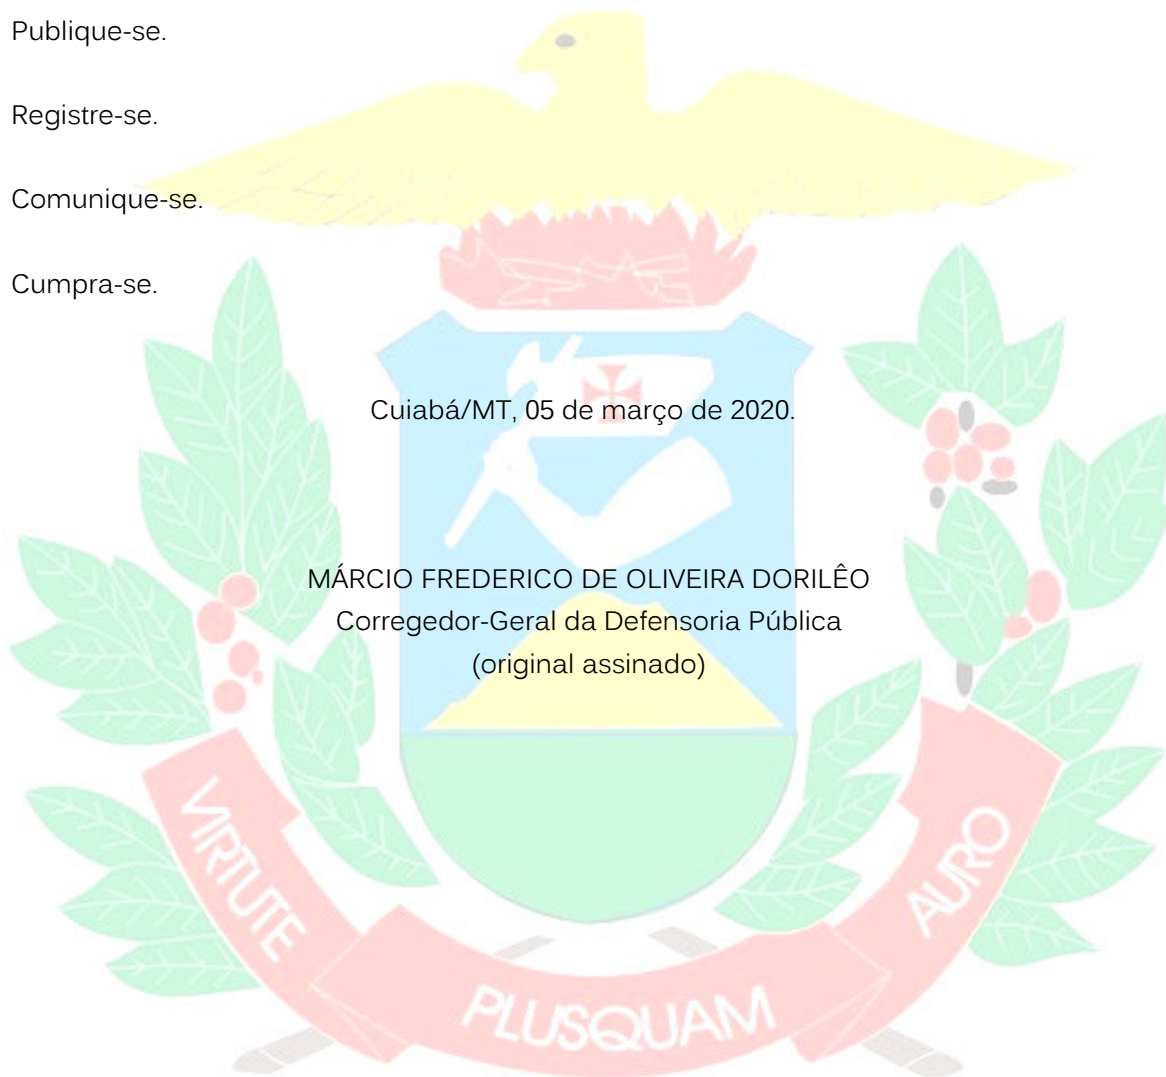 Publique-se.
Registre-se.
Comunique-se.
Cumpra-se.
Cuiabá/MT, 05 de março de 2020.
MÁRCIO FREDERICO DE OLIVEIRA DORILÊO
Corregedor-Geral da Defensoria Pública
(original assinado)
VIRTUTE
PLUSQUAM
AURO